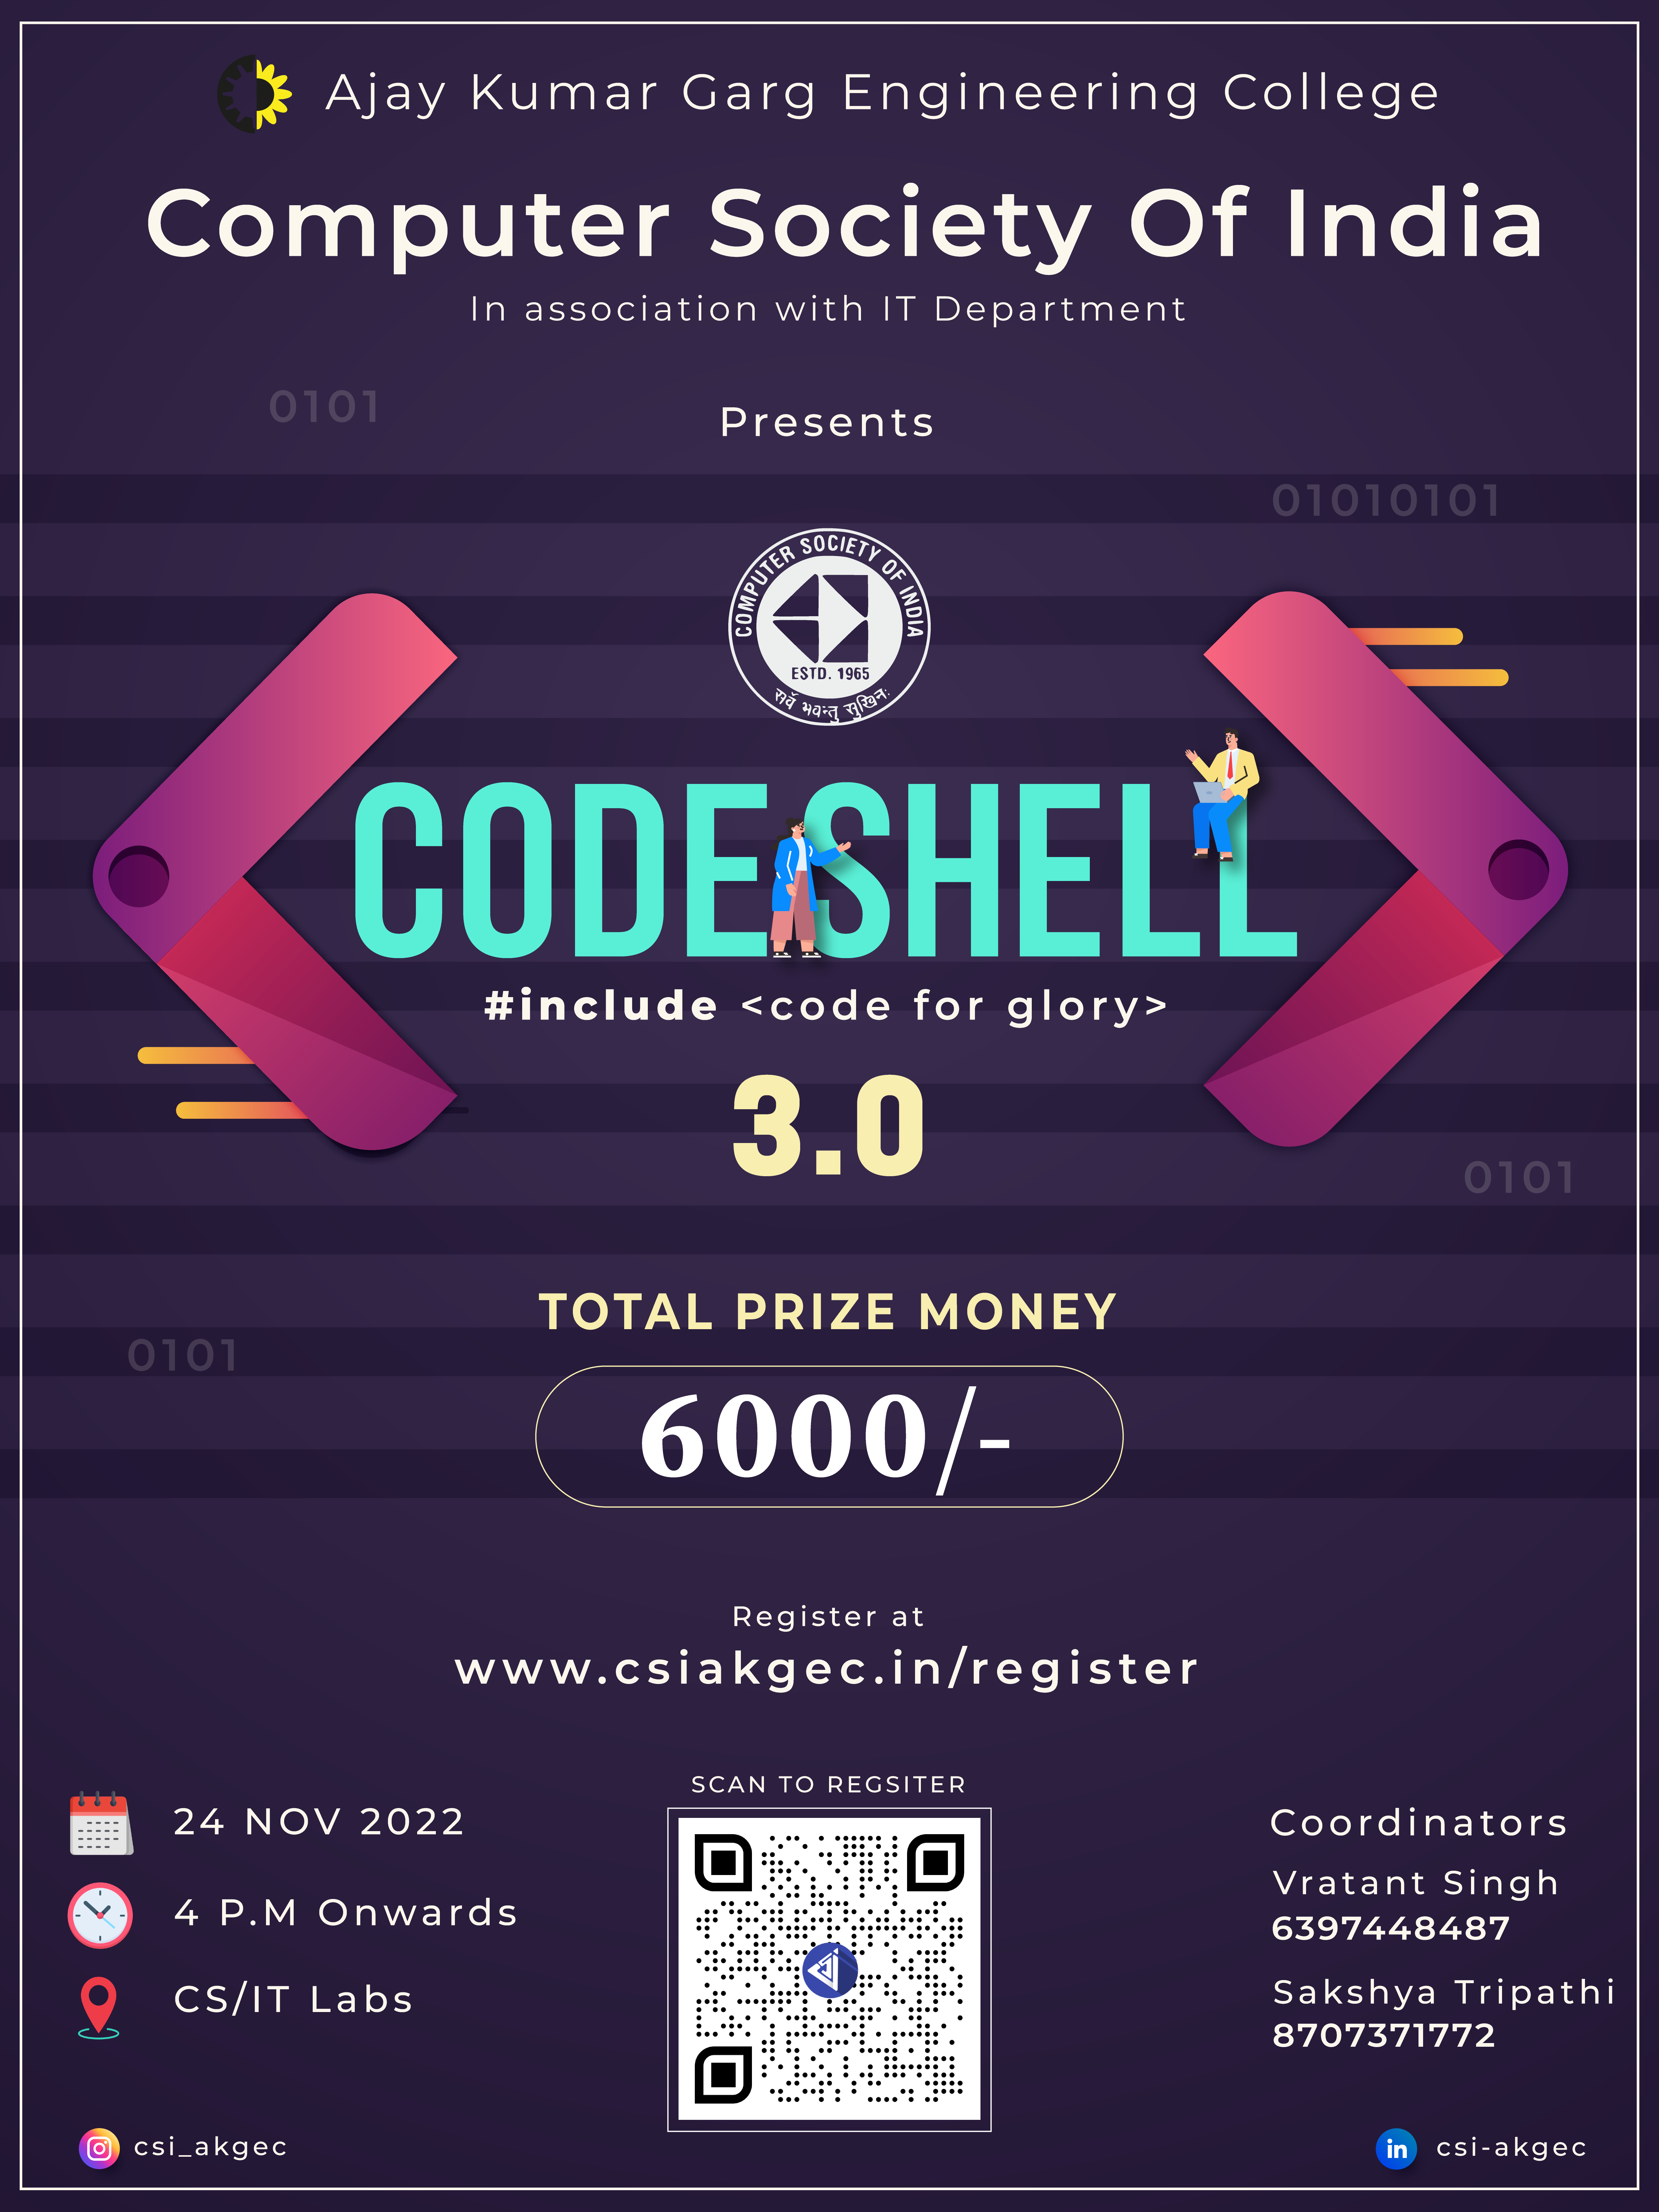 Ajay Kumar Garg Engineering College
Computer Society Of India
In association with IT Department
0101
Presents
01010101
COMPUTER SOCIETY OF INDIA
ESTD. 1965
सर्वे भवन्तु सुखिनः
CODESHELL
#include <code for glory>
3.0
0101
TOTAL PRIZE MONEY
0101
6000/-
Register at
www.csiakgec.in/register
24 NOV 2022
4 P.M Onwards
CS/IT Labs
SCAN TO REGSITER
Coordinators
Vratant Singh
6397448487
Sakshya Tripathi
8707371772
csi_akgec
in
csi-akgec